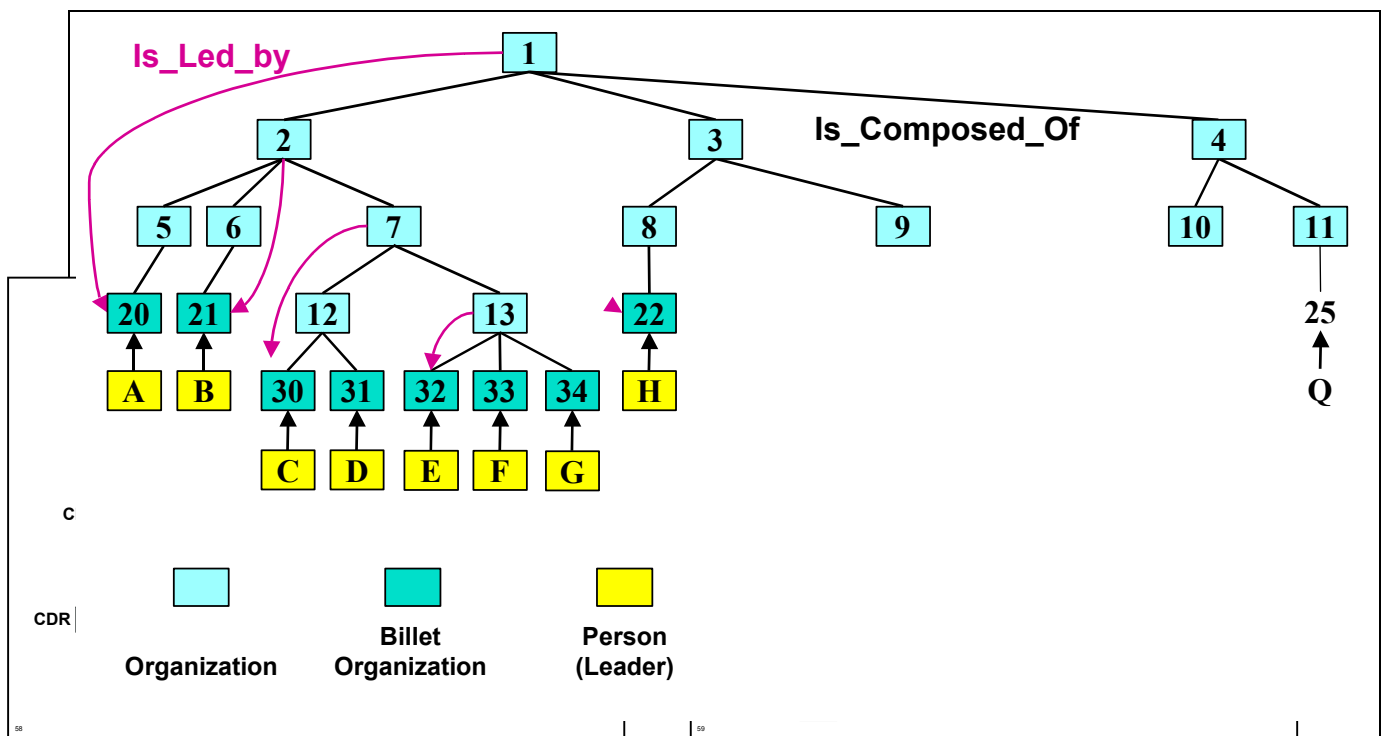 1
Is_Led_by
2
3
Is_Composed_Of
4
5
6
7
8
9
10
11
20
21
12
13
22
25
A
B
30
31
32
33
34
H
Q
C
D
E
F
G
C
CDR
Billet
Person
Organization
Organization
(Leader)
58
59